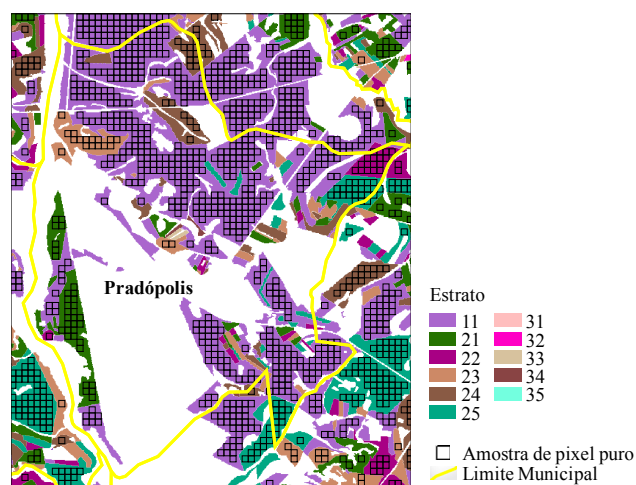 Pradópolis
Estrato
11 31
21 32
22 33
23 34
24 35
25
Amostra de pixel puro
Limite Municipal